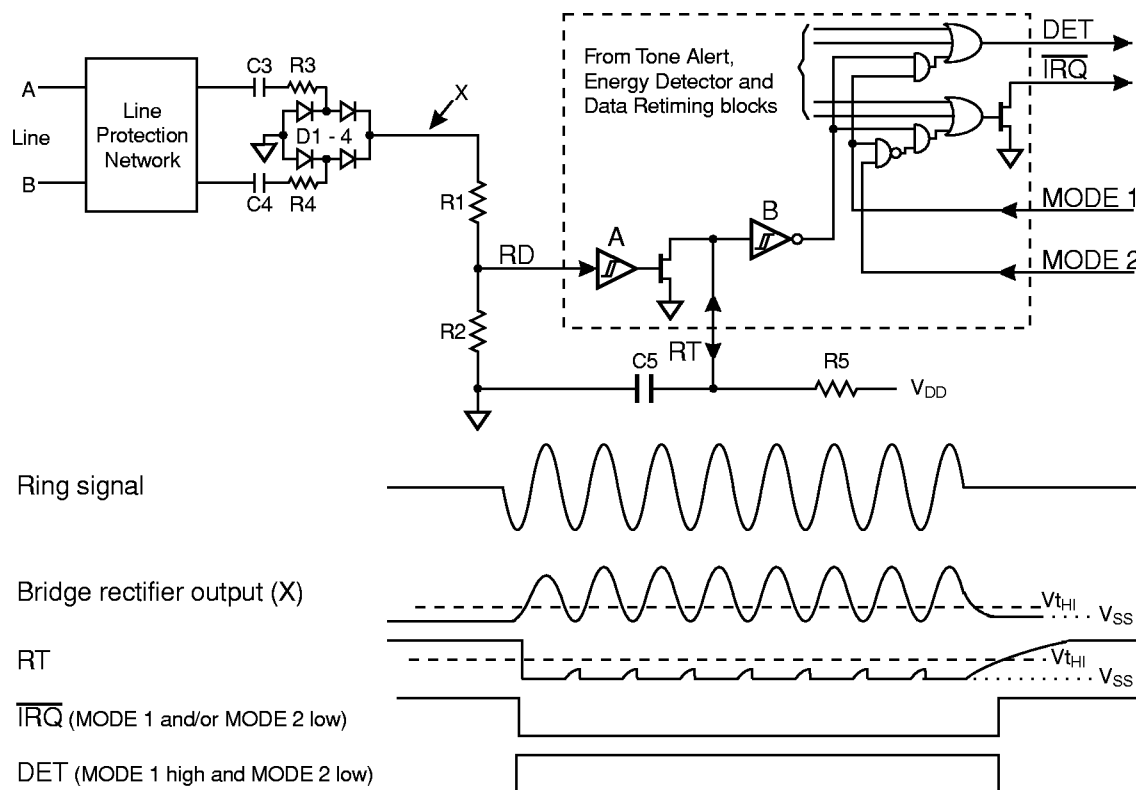 DET
IRQ
From Tone Alert,
Energy Detector and
Data Retiming blocks
C3 R3
X
A
Line
B
Line
Protection
Network
D1 - 4
C4 R4
R1
MODE 1
B
A
RD
MODE 2
R2
RT
C5
R5
VDD
Ring signal
Bridge rectifier output (X)
VtHI
VSS
RT
VtHI
VSS
IRQ (MODE 1 and/or MODE 2 low)
DET (MODE 1 high and MODE 2 low)